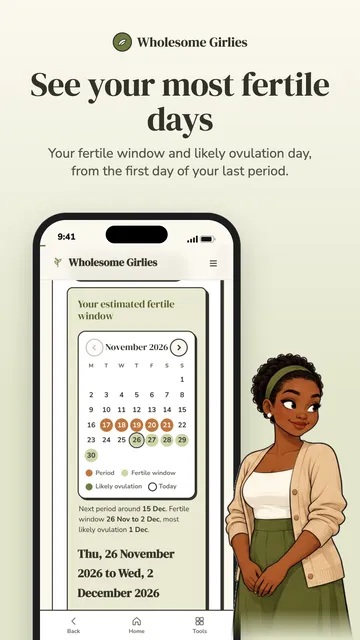 Wholesome Girlies
See your most fertile
days
Your fertile window and likely ovulation day,
from the first day of your last period.
9:41
Wholesome Girlies
Your estimated fertile
window
November 2026
M T W T F S S
1
2 3 4 5 6 7 8
9 10 11 12 13 14 15
16 17 18 19 20 21 22
23 24 25 26 27 28 29
30
Period Fertile window
Likely ovulation Today
Next period around 15 Dec. Fertile
window 26 Nov to 2 Dec, most
likely ovulation 1 Dec.
Thu, 26 November
2026 to Wed, 2
December 2026
Back Home Tools